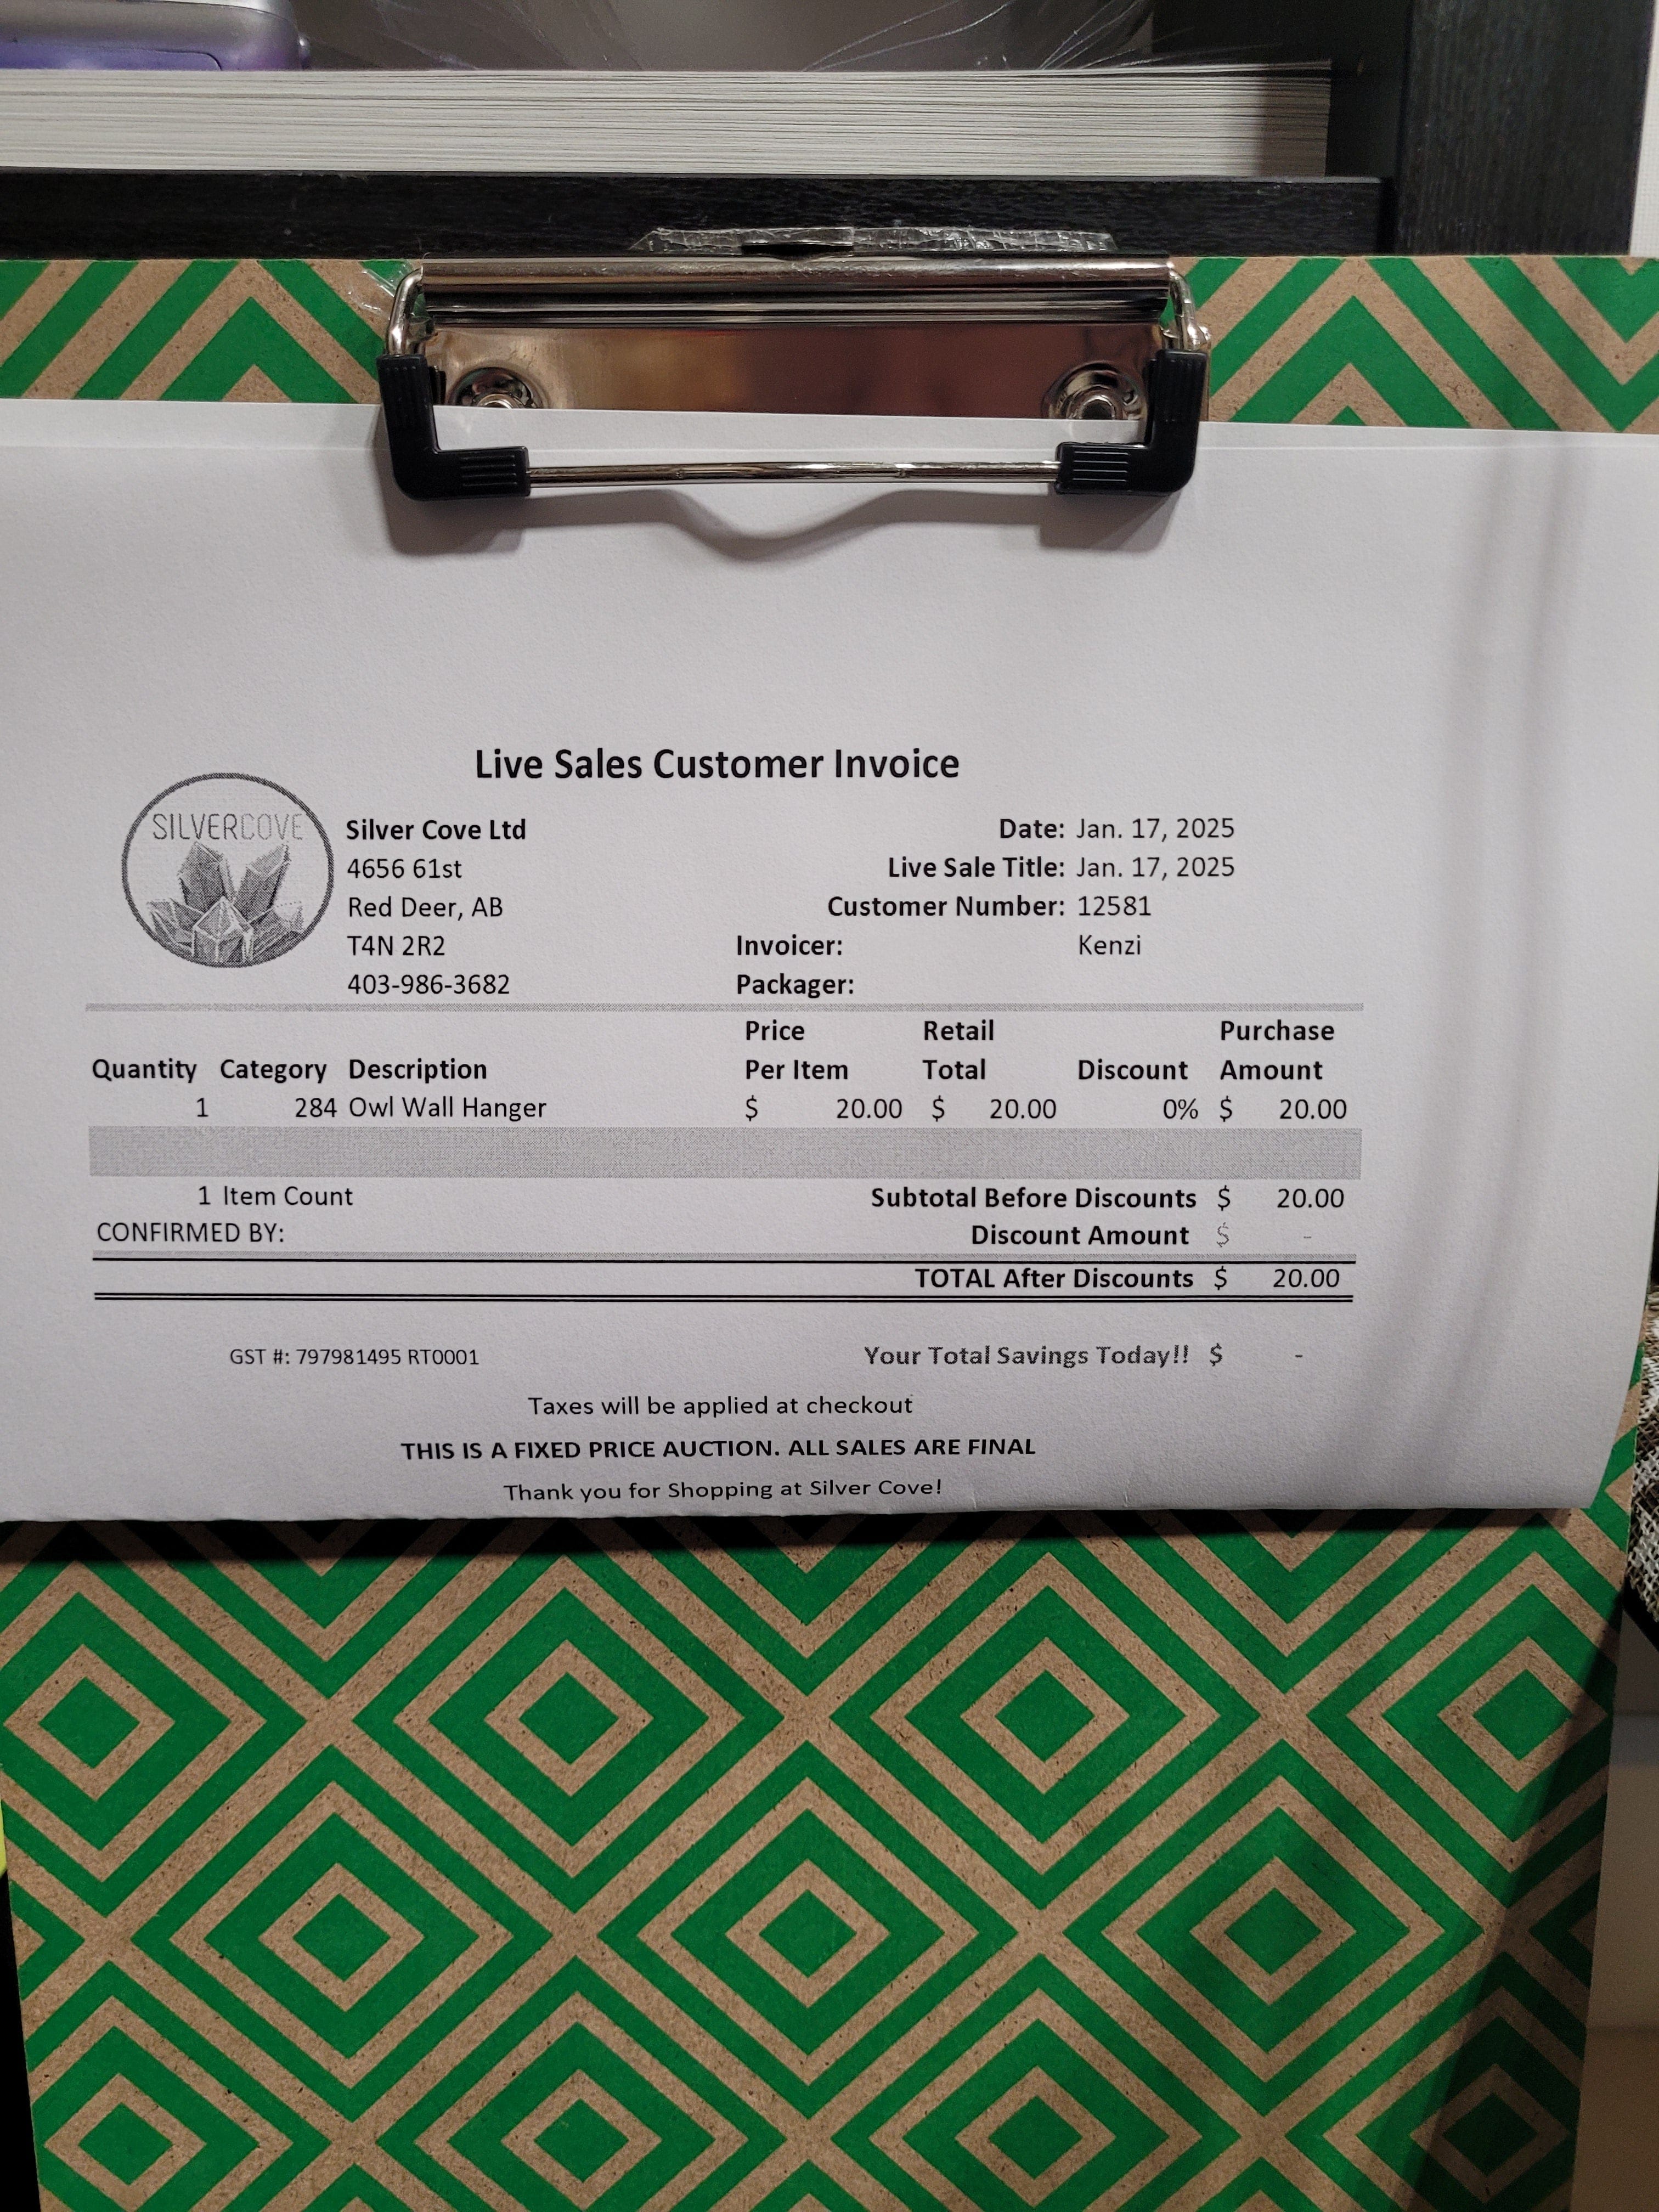 Live Sales Customer Invoice
SILVERCOVE
Silver Cove Ltd
4656 61st
Red Deer, AB
T4N 2R2
403-986-3682
Date: Jan. 17, 2025
Live Sale Title: Jan. 17, 2025
Customer Number: 12581
Invoicer: Kenzi
Packager:
Quantity Category Description Price Per Item Retail Total Discount Purchase Amount
1 284 Owl Wall Hanger $ 20.00 $ 20.00 0% $ 20.00
1 Item Count Subtotal Before Discounts $ 20.00
CONFIRMED BY: Discount Amount $ -
TOTAL After Discounts $ 20.00
GST #: 797981495 RT0001 Your Total Savings Today!! $ -
Taxes will be applied at checkout
THIS IS A FIXED PRICE AUCTION. ALL SALES ARE FINAL
Thank you for Shopping at Silver Cove!